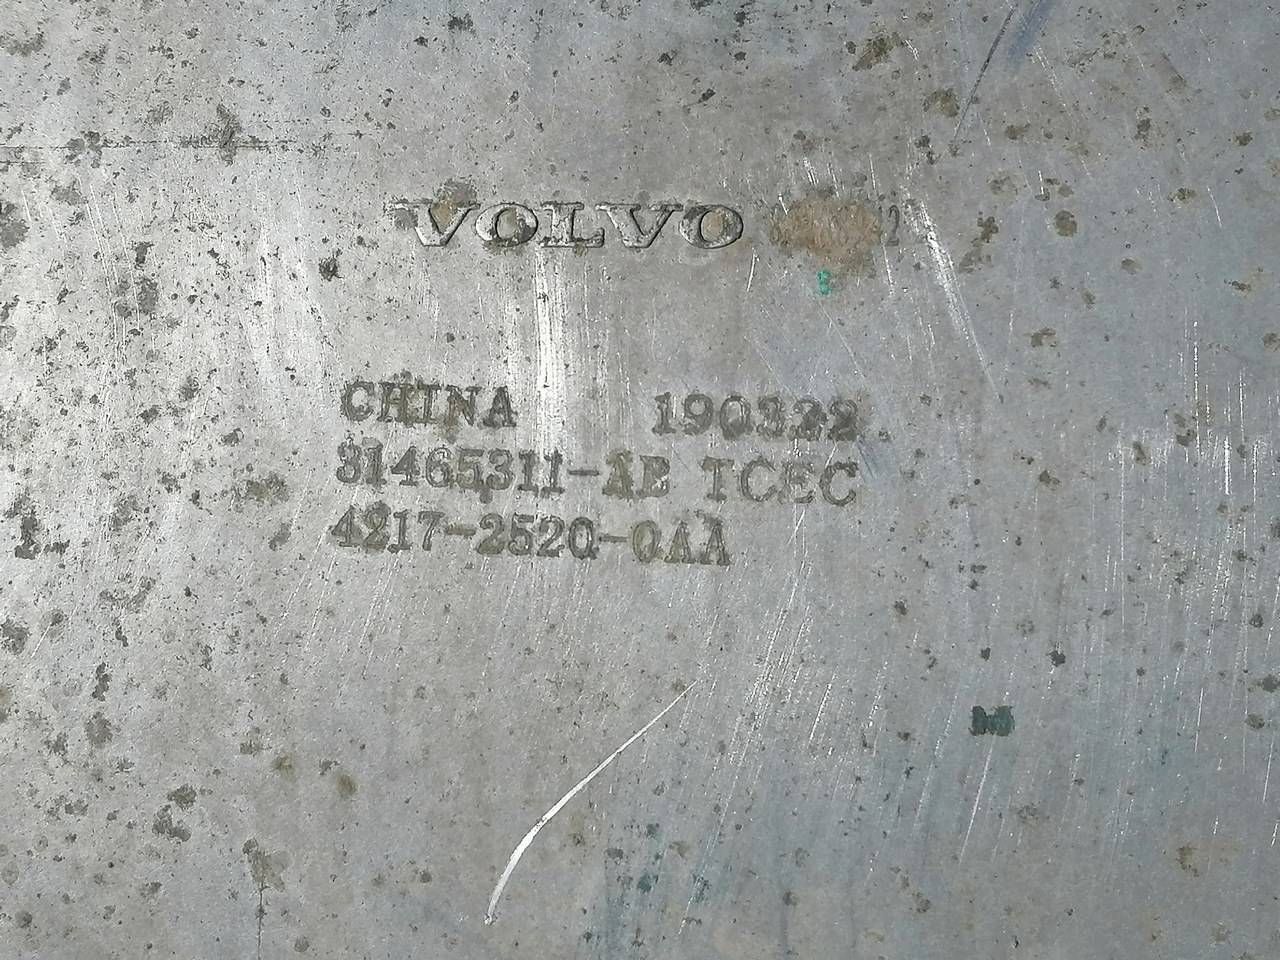 VOLVO
CHINA 190322
31465311-AB TCEC
4217-2520-0AA